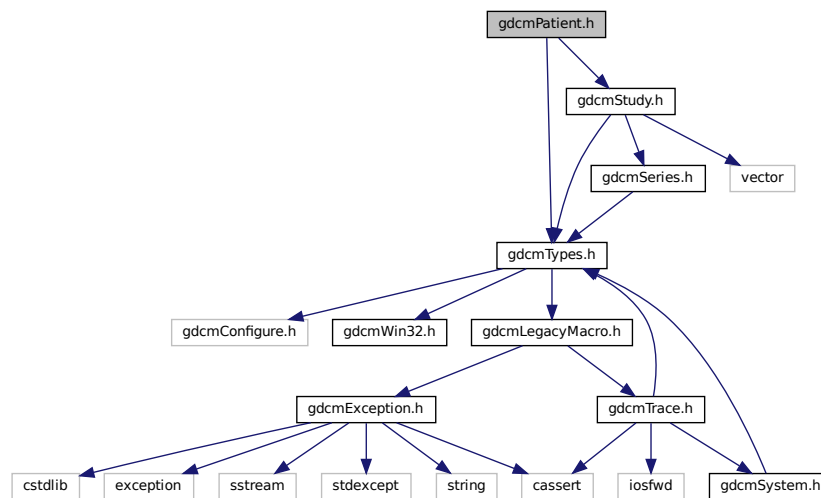 gdcmPatient.h
gdcmStudy.h
gdcmSeries.h
vector
gdcmTypes.h
gdcmConfigure.h
gdcmWin32.h
gdcmLegacyMacro.h
gdcmException.h
gdcmTrace.h
cstdlib
exception
sstream
stdexcept
string
cassert
iosfwd
gdcmSystem.h